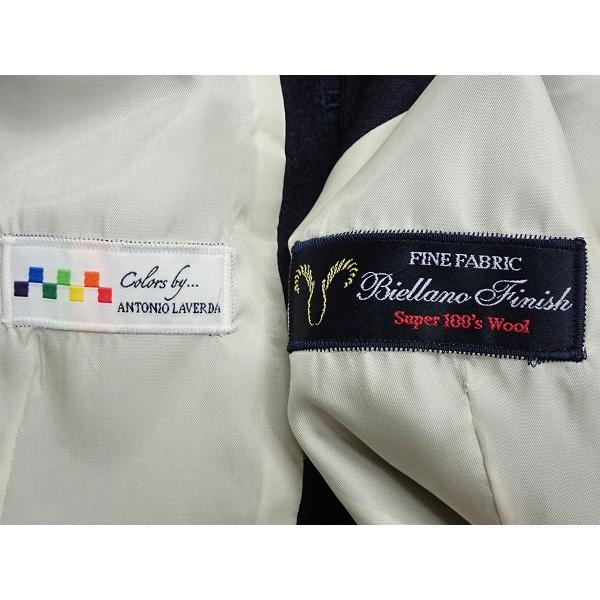 Colors by...
ANTONIO LAVERDA
FINE FABRIC
Biellano Finish
Super 100's Wool